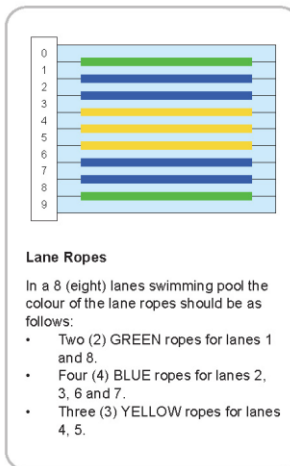 0
1
2
3
4
5
6
7
8
9
Lane Ropes
In a 8 (eight) lanes swimming pool the
colour of the lane ropes should be as
follows:
• Two (2) GREEN ropes for lanes 1
and 8.
• Four (4) BLUE ropes for lanes 2,
3, 6 and 7.
• Three (3) YELLOW ropes for lanes
4, 5.